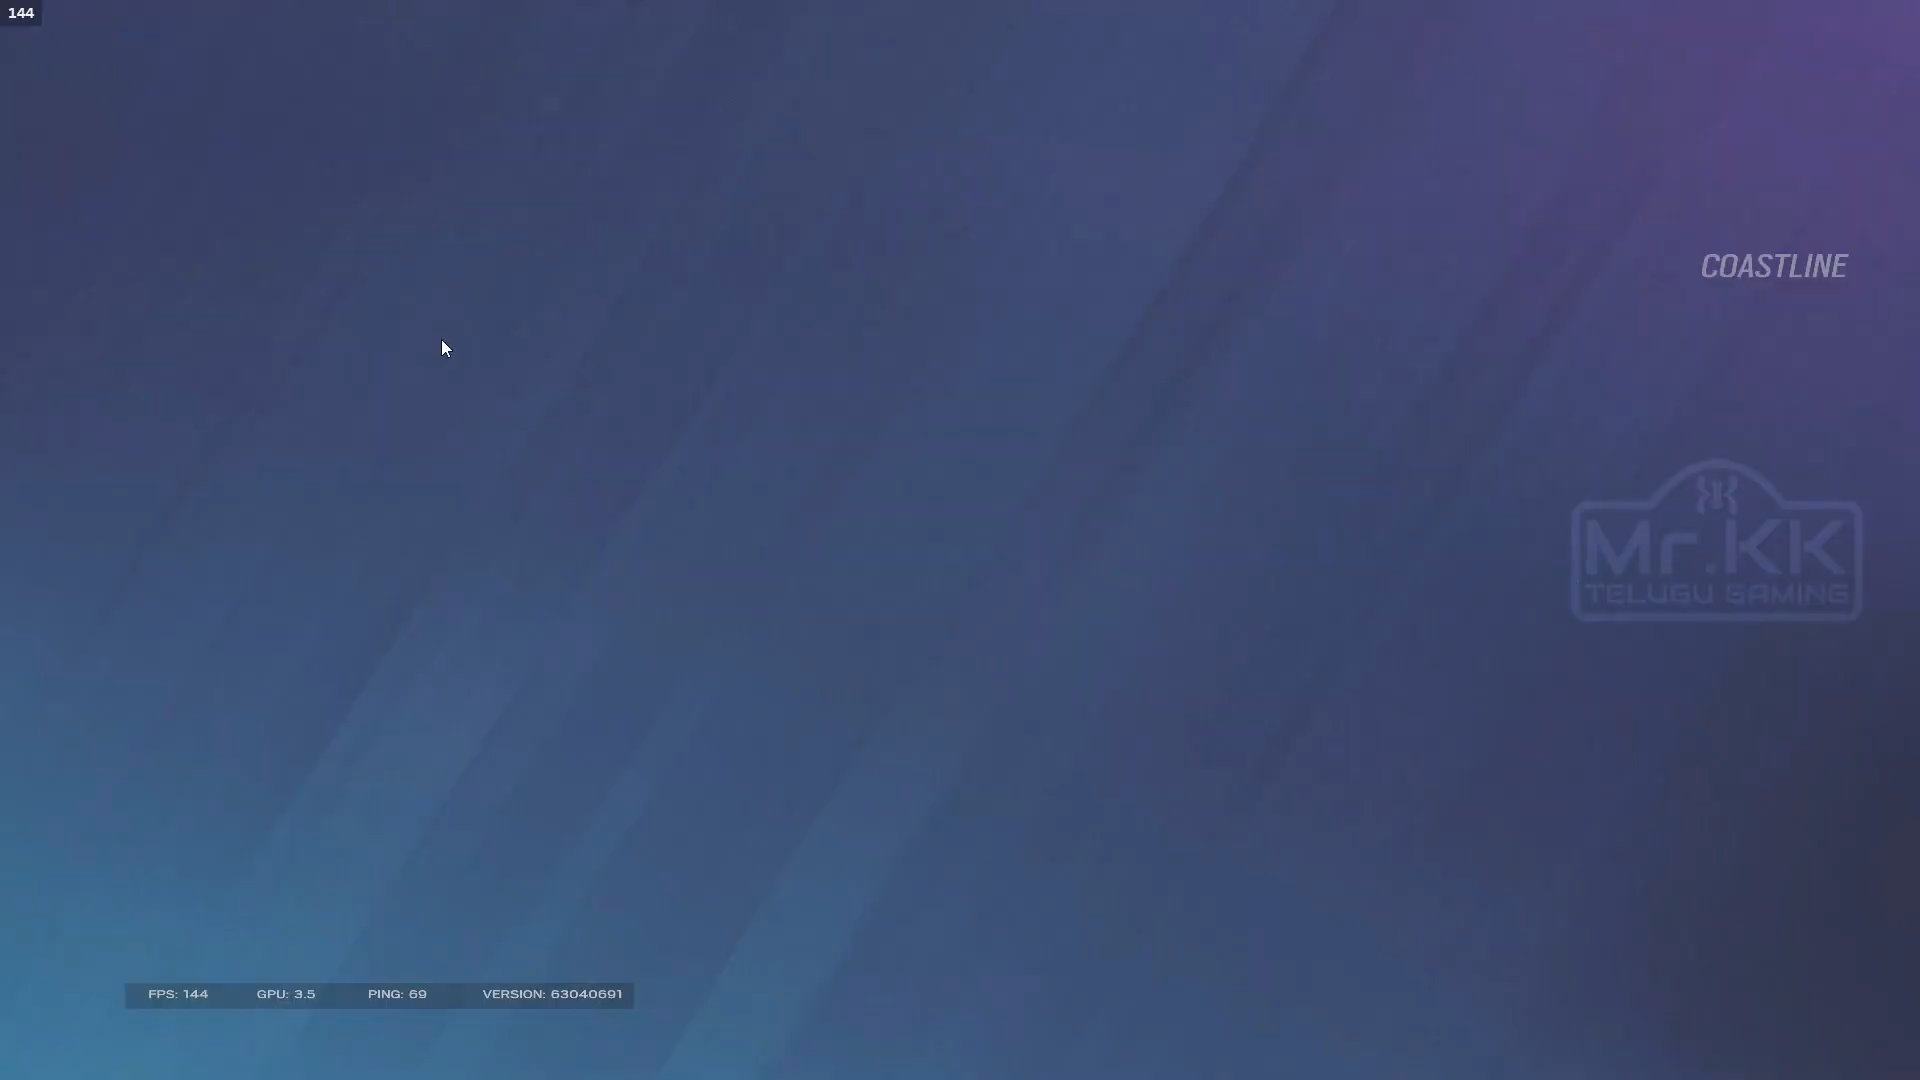 144
COASTLINE
Mr.KK
TELUGU GAMING
FPS: 144 GPU: 3.5 PING: 69 VERSION: 63040691